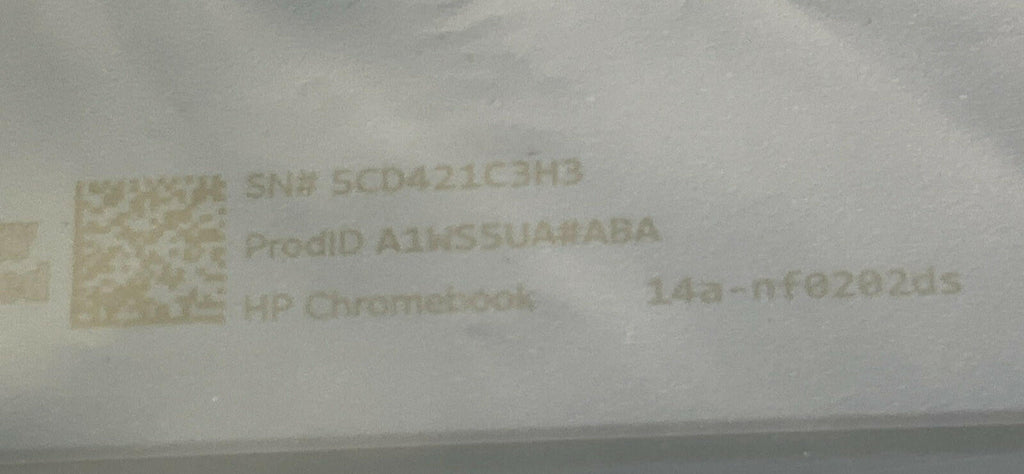 SN# 5CD421C3H3
ProdID A1WS5UA#ABA
HP Chromebook 14a-nf0202ds